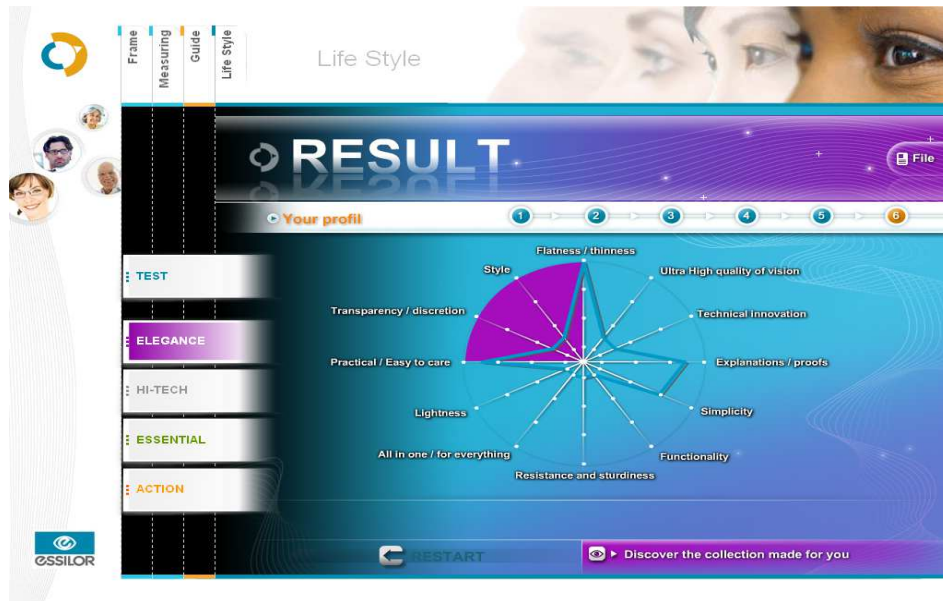 Frame
Measuring
Guide
Life Style
Life Style
RESULT
File
Your profil
1
2
3
4
5
6
Flatness / thinness
Style
Ultra High quality of vision
Transparency / discretion
Technical innovation
Practical / Easy to care
Explanations / proofs
Lightness
Simplicity
All in one / for everything
Functionality
Resistance and sturdiness
TEST
ELEGANCE
HI-TECH
ESSENTIAL
ACTION
essilor
RESTART
Discover the collection made for you